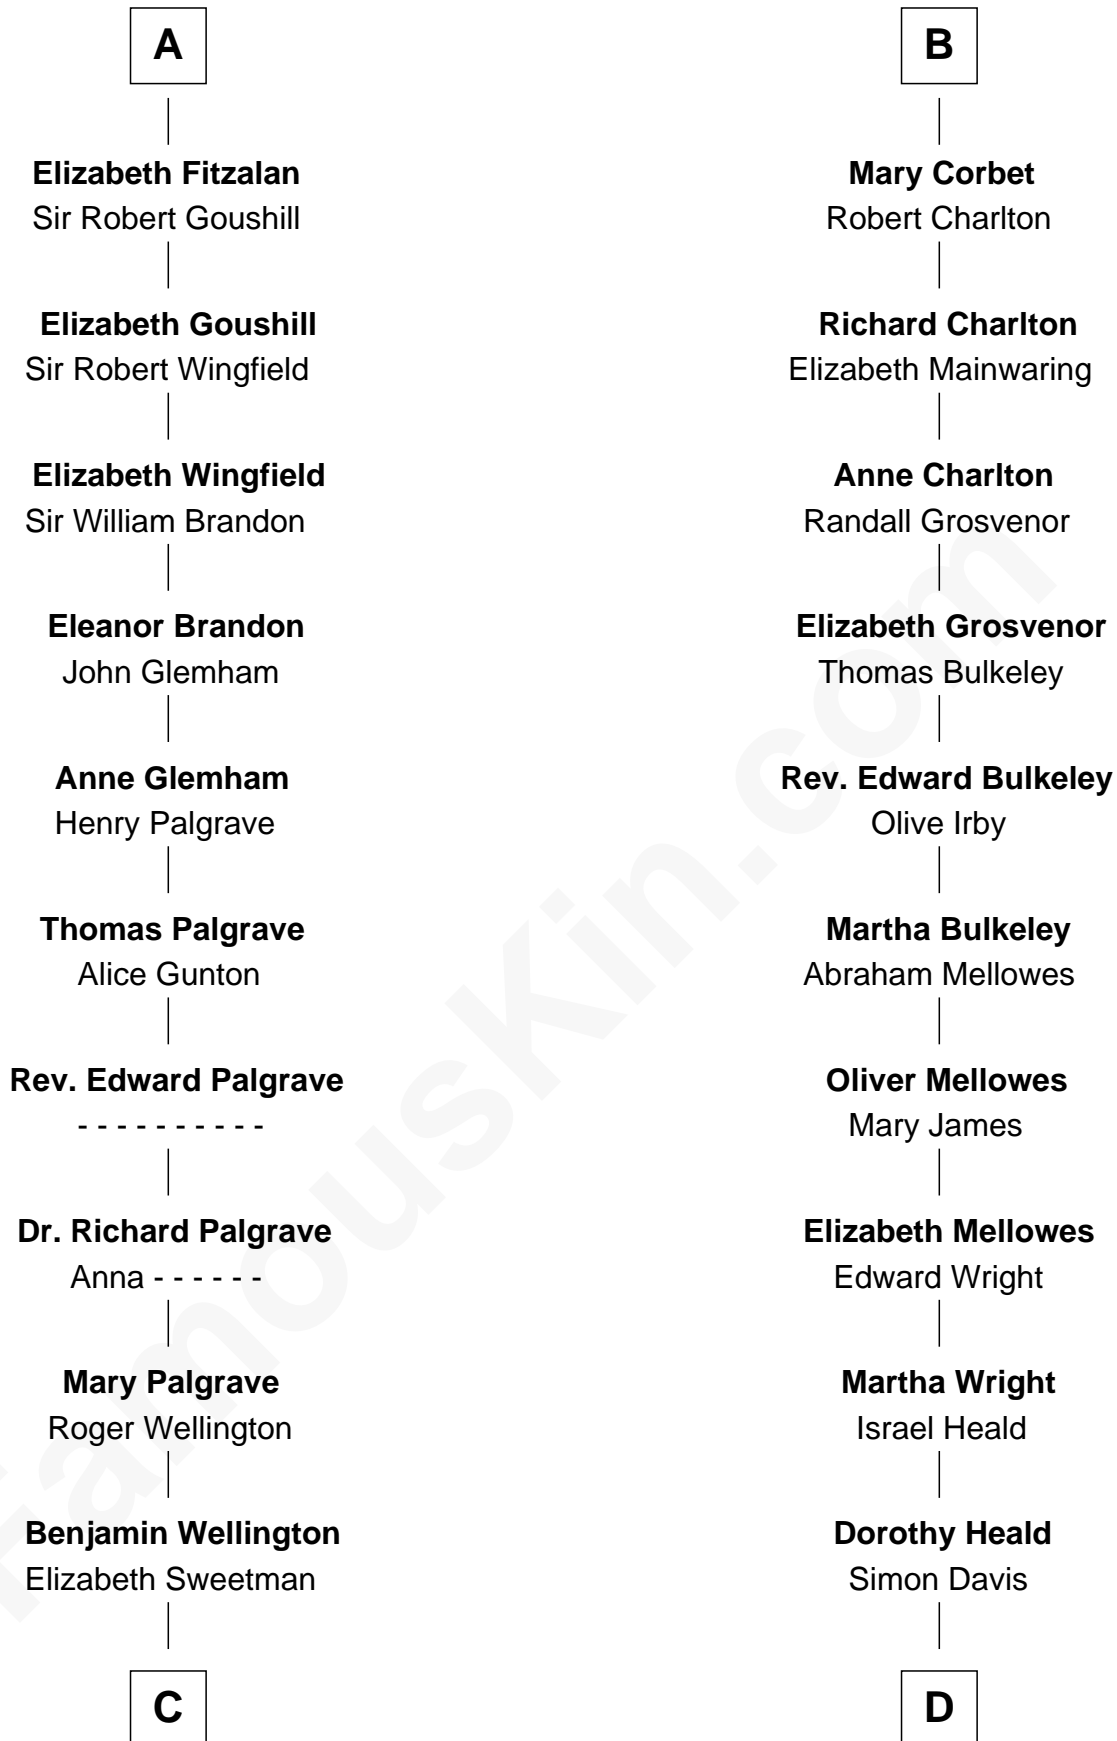 A
Elizabeth Fitzalan
Sir Robert Goushill
Elizabeth Goushill
Sir Robert Wingfield
Elizabeth Wingfield
Sir William Brandon
Eleanor Brandon
John Glemham
Anne Glemham
Henry Palgrave
Thomas Palgrave
Alice Gunton
Rev. Edward Palgrave
- - - - - - - - - -
Dr. Richard Palgrave
Anna - - - - - -
Mary Palgrave
Roger Wellington
Benjamin Wellington
Elizabeth Sweetman
C
B
Mary Corbet
Robert Charlton
Richard Charlton
Elizabeth Mainwaring
Anne Charlton
Randall Grosvenor
Elizabeth Grosvenor
Thomas Bulkeley
Rev. Edward Bulkeley
Olive Irby
Martha Bulkeley
Abraham Mellowes
Oliver Mellowes
Mary James
Elizabeth Mellowes
Edward Wright
Martha Wright
Israel Heald
Dorothy Heald
Simon Davis
D
FamousKin.com